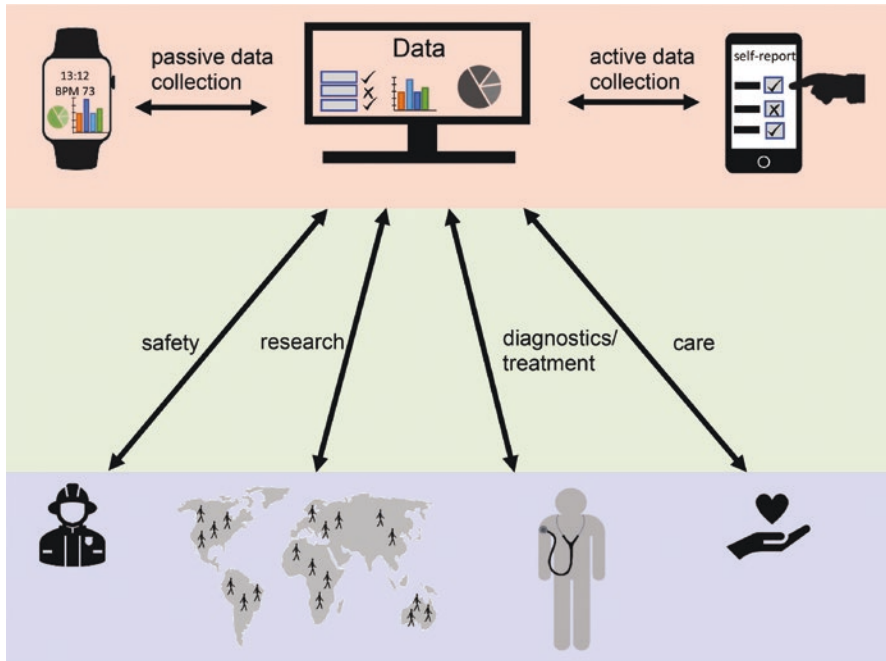 passive data
collection
Data
active data
collection
self-report
13:12
BPM 73
safety
research
diagnostics/
treatment
care